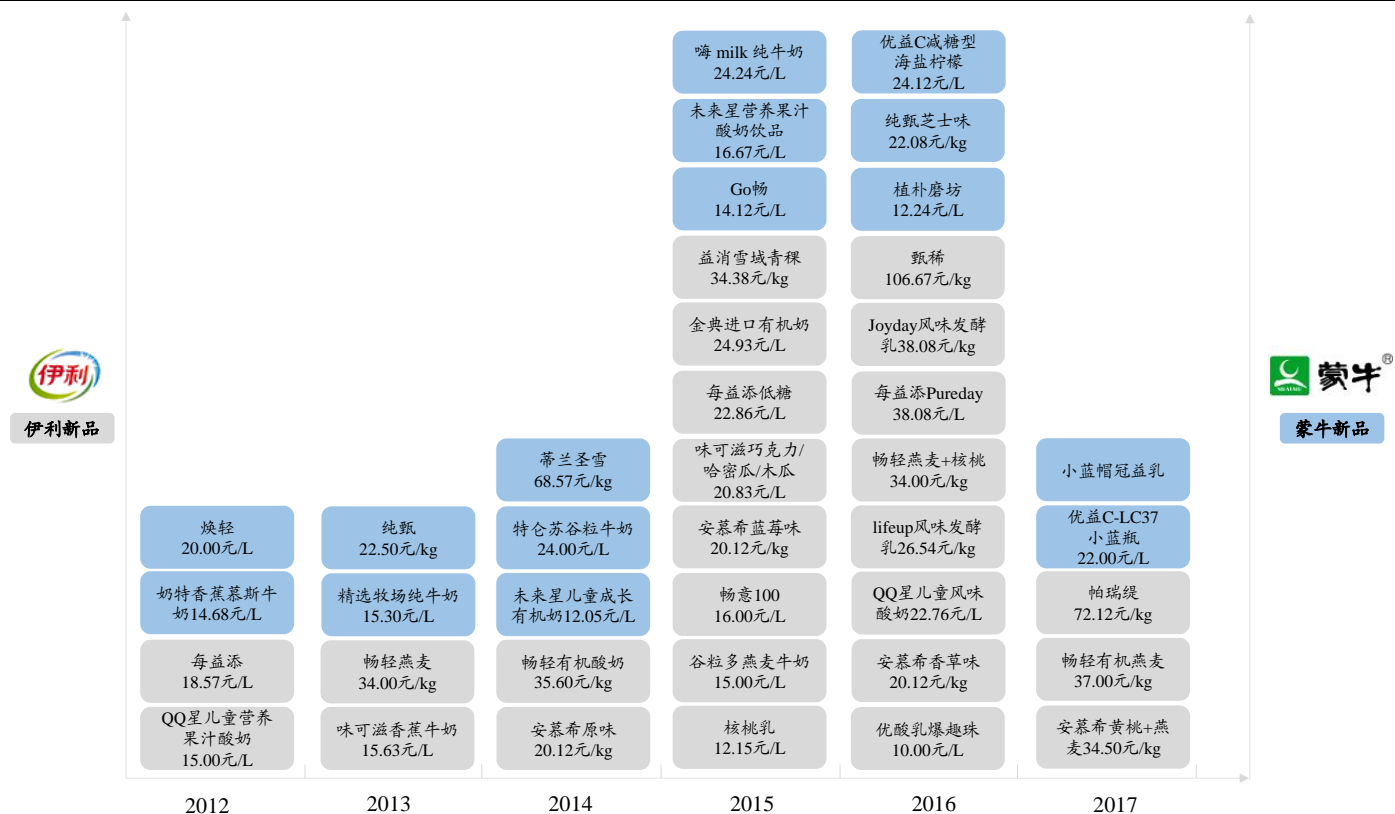 伊利
伊利新品
焕轻
20.00元/L
奶特香蕉慕斯牛
奶14.68元/L
每益添
18.57元/L
QQ星儿童营养
果汁酸奶
15.00元/L
2012
纯甄
22.50元/kg
精选牧场纯牛奶
15.30元/L
畅轻燕麦
34.00元/kg
味可滋香蕉牛奶
15.63元/L
2013
蒂兰圣雪
68.57元/kg
特仑苏谷粒牛奶
24.00元/L
未来星儿童成长
有机奶12.05元/L
畅轻有机酸奶
35.60元/kg
安慕希原味
20.12元/kg
2014
嗨 milk 纯牛奶
24.24元/L
未来星营养果汁
酸奶饮品
16.67元/L
Go畅
14.12元/L
益消雪域青稞
34.38元/kg
金典进口有机奶
24.93元/L
每益添低糖
22.86元/L
味可滋巧克力/
哈密瓜/木瓜
20.83元/L
安慕希蓝莓味
20.12元/kg
畅意100
16.00元/L
谷粒多燕麦牛奶
15.00元/L
核桃乳
12.15元/L
2015
优益C减糖型
海盐柠檬
24.12元/L
纯甄芝士味
22.08元/kg
植朴磨坊
12.24元/L
甄稀
106.67元/kg
Joyday风味发酵
乳38.08元/kg
每益添Pureday
38.08元/L
畅轻燕麦+核桃
34.00元/kg
lifeup风味发酵
乳26.54元/kg
QQ星儿童风味
酸奶22.76元/L
安慕希香草味
20.12元/kg
优酸乳爆趣珠
10.00元/L
2016
小蓝帽冠益乳
优益C-LC37
小蓝瓶
22.00元/L
帕瑞缇
72.12元/kg
畅轻有机燕麦
37.00元/kg
安慕希黄桃+燕
麦34.50元/kg
2017
蒙牛®
蒙牛新品